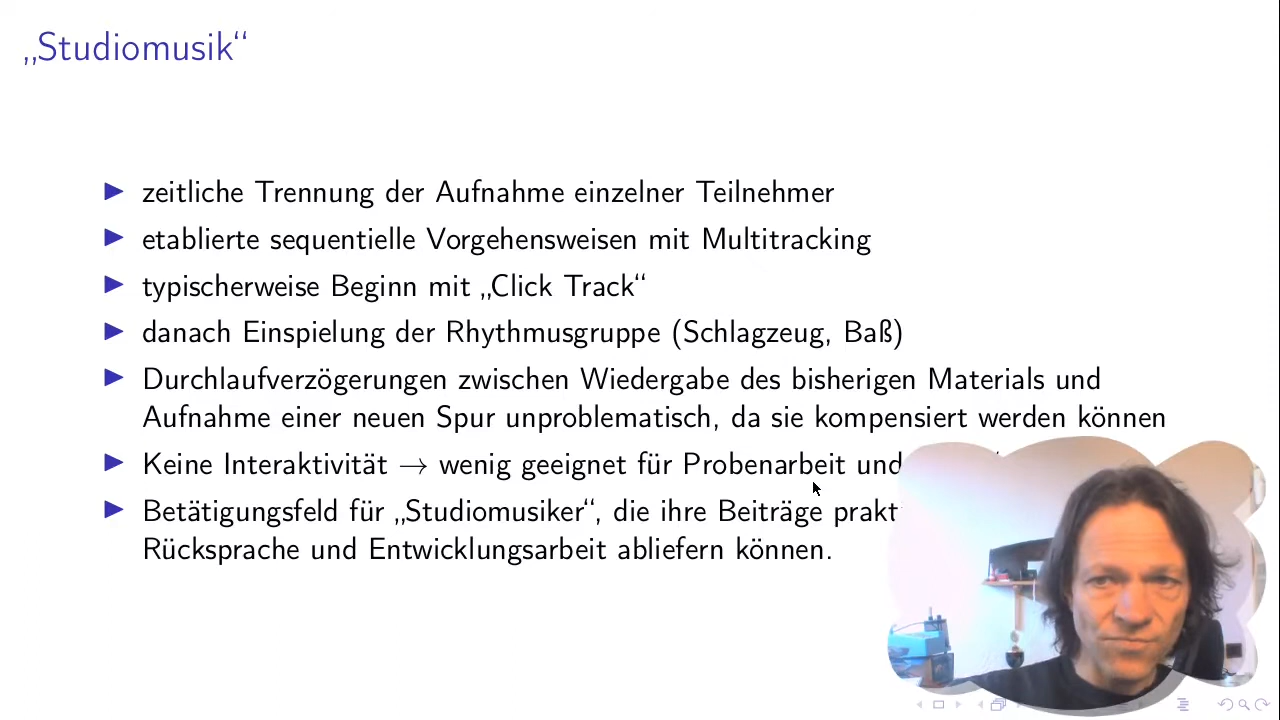 „Studiomusik“
zeitliche Trennung der Aufnahme einzelner Teilnehmer
etablierte sequentielle Vorgehensweisen mit Multitracking
typischerweise Beginn mit „Click Track“
danach Einspielung der Rhythmusgruppe (Schlagzeug, Baß)
Durchlaufverzögerungen zwischen Wiedergabe des bisherigen Materials und
Aufnahme einer neuen Spur unproblematisch, da sie kompensiert werden können
Keine Interaktivität → wenig geeignet für Probenarbeit und
Betätigungsfeld für „Studiomusiker“, die ihre Beiträge
Rücksprache und Entwicklungsarbeit abliefern können.